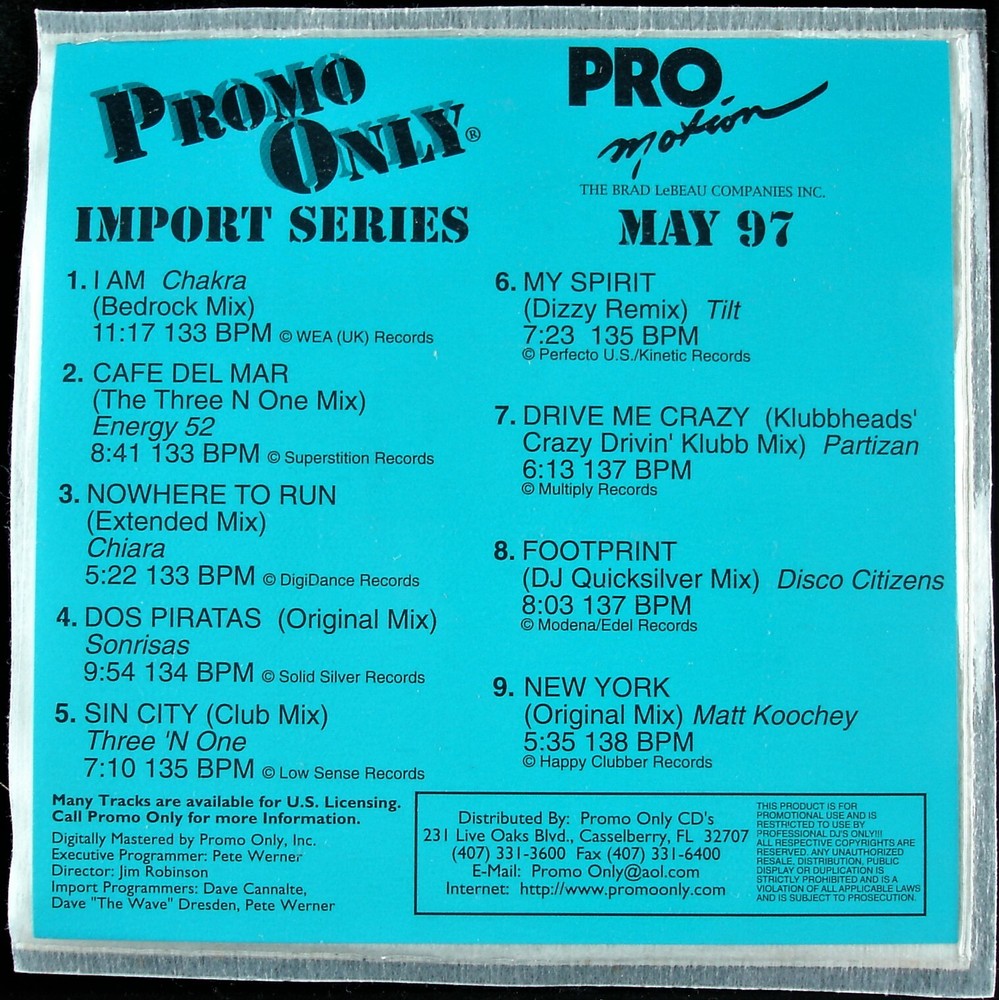 PROMO
ONLY®
IMPORT SERIES
PRO
motion
THE BRAD LeBEAU COMPANIES INC.
MAY 97
1. I AM Chakra
(Bedrock Mix)
11:17 133 BPM © WEA (UK) Records
2. CAFE DEL MAR
(The Three N One Mix)
Energy 52
8:41 133 BPM © Superstition Records
3. NOWHERE TO RUN
(Extended Mix)
Chiara
5:22 133 BPM © DigiDance Records
4. DOS PIRATAS (Original Mix)
Sonrisas
9:54 134 BPM © Solid Silver Records
5. SIN CITY (Club Mix)
Three 'N One
7:10 135 BPM © Low Sense Records
6. MY SPIRIT
(Dizzy Remix) Tilt
7:23 135 BPM
© Perfecto U.S./Kinetic Records
7. DRIVE ME CRAZY (Klubbheads'
Crazy Drivin' Klubb Mix) Partizan
6:13 137 BPM
© Multiply Records
8. FOOTPRINT
(DJ Quicksilver Mix) Disco Citizens
8:03 137 BPM
© Modena/Edel Records
9. NEW YORK
(Original Mix) Matt Koochey
5:35 138 BPM
© Happy Clubber Records
Many Tracks are available for U.S. Licensing.
Call Promo Only for more Information.
Digitally Mastered by Promo Only, Inc.
Executive Programmer: Pete Werner
Director: Jim Robinson
Import Programmers: Dave Cannalte,
Dave "The Wave" Dresden, Pete Werner
Distributed By: Promo Only CD's
231 Live Oaks Blvd., Casselberry, FL 32707
(407) 331-3600 Fax (407) 331-6400
E-Mail: Promo Only@aol.com
Internet: http://www.promoonly.com
THIS PRODUCT IS FOR
PROMOTIONAL USE AND IS
RESTRICTED TO USE BY
PROFESSIONAL DJ'S ONLY!!!
ALL RESPECTIVE COPYRIGHTS ARE
RESERVED. ANY UNAUTHORIZED
RESALE, DISTRIBUTION, PUBLIC
DISPLAY OR DUPLICATION IS
STRICTLY PROHIBITED AND IS A
VIOLATION OF ALL APPLICABLE LAWS
AND IS SUBJECT TO PROSECUTION.